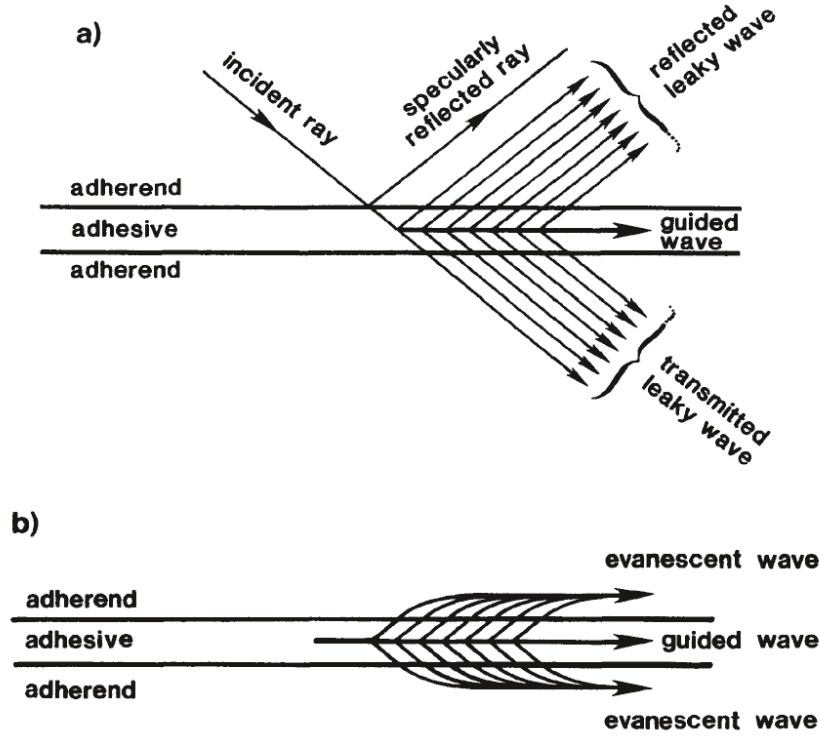 a)
incident ray
specularly
reflected ray
reflected
leaky wave
adherend
adhesive
guided
wave
adherend
transmitted
leaky wave
b)
evanescent wave
adherend
adhesive
guided wave
adherend
evanescent wave